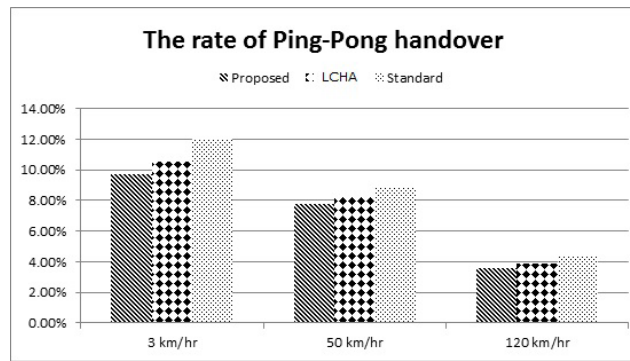 The rate of Ping-Pong handover
Proposed LCHA Standard
14.00%
12.00%
10.00%
8.00%
6.00%
4.00%
2.00%
0.00%
3 km/hr 50 km/hr 120 km/hr